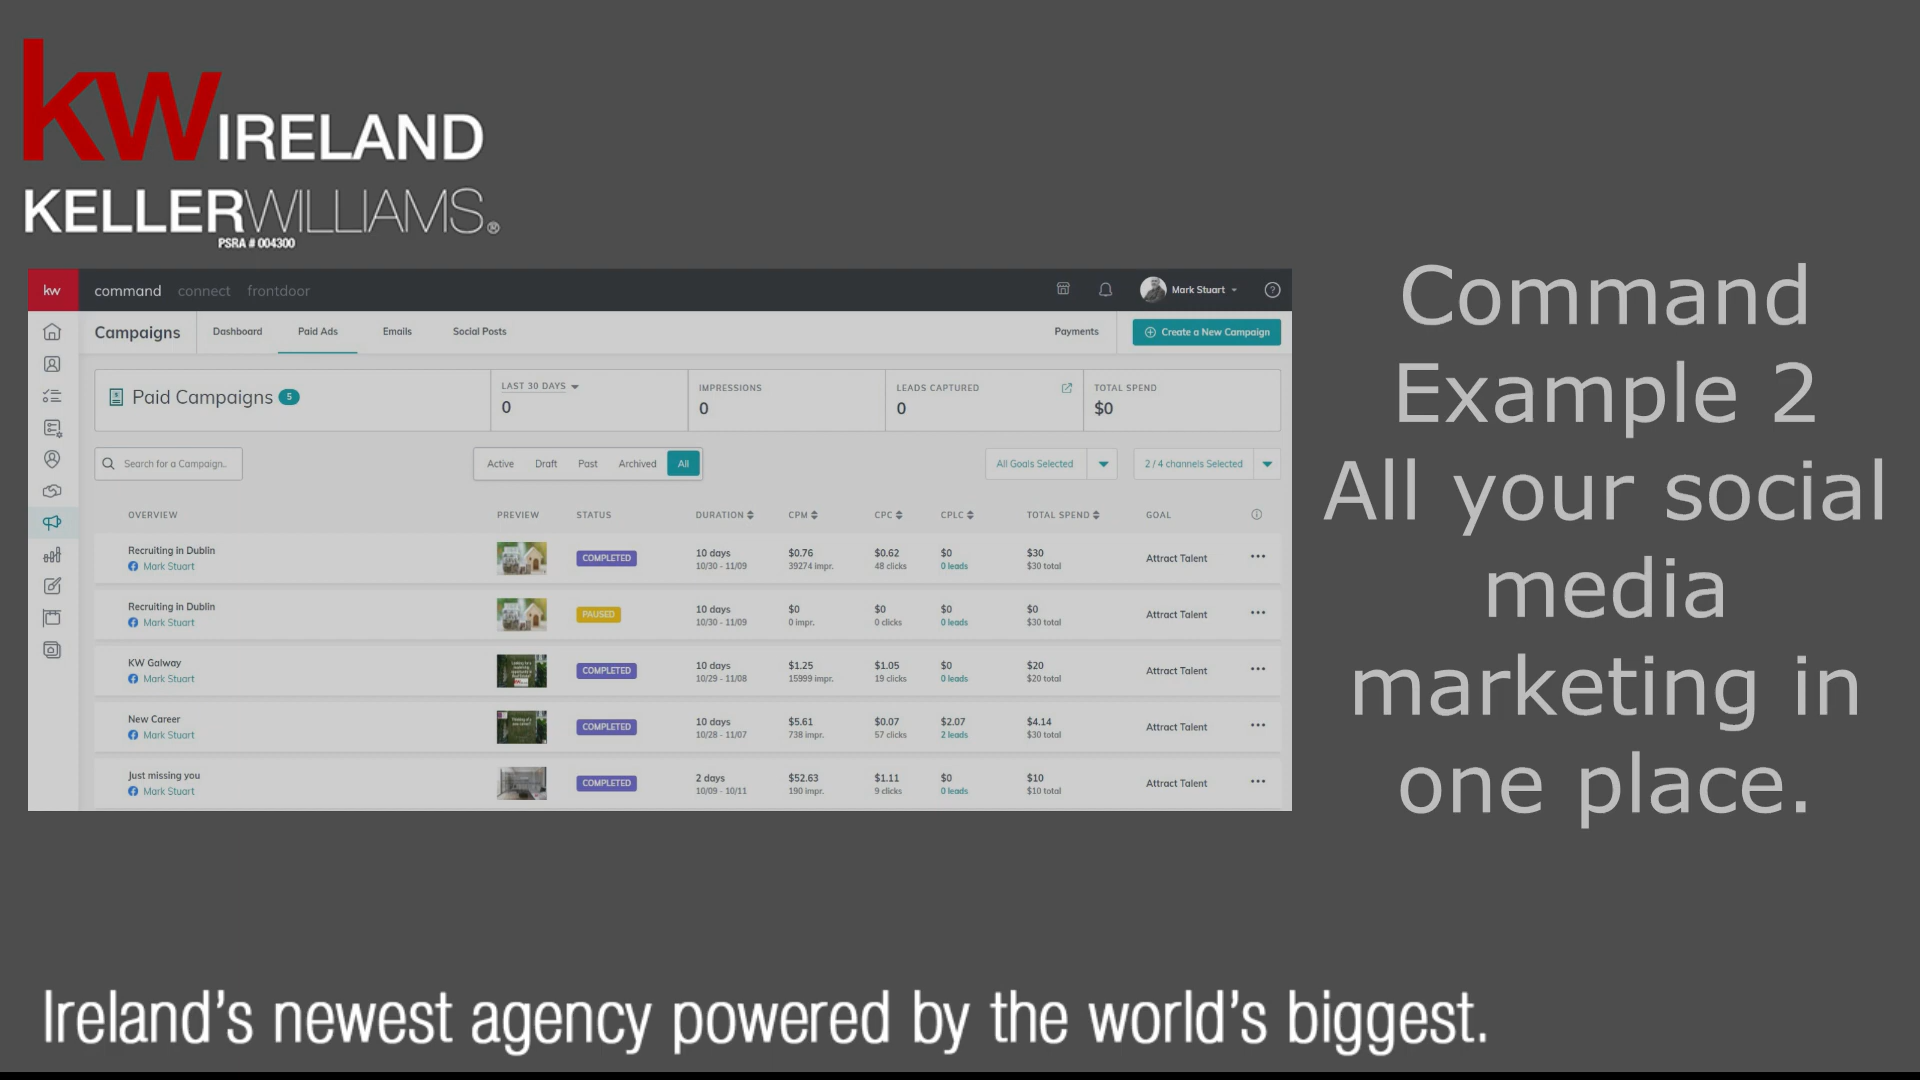 kw IRELAND
KELLERWILLIAMS®
PSRA # 004300
kw command connect frontdoor Mark Stuart
Campaigns Dashboard Paid Ads Emails Social Posts Payments Create a New Campaign
Paid Campaigns 5
LAST 30 DAYS IMPRESSIONS LEADS CAPTURED TOTAL SPEND
0 0 0 $0
Search for a Campaign.. Active Draft Past Archived All All Goals Selected 2 / 4 channels Selected
OVERVIEW PREVIEW STATUS DURATION CPM CPC CPLC TOTAL SPEND GOAL
Recruiting in Dublin COMPLETED 10 days $0.76 $0.62 $0 $30 Attract Talent
Mark Stuart 10/30 - 11/09 39274 impr. 48 clicks 0 leads $30 total
Recruiting in Dublin PAUSED 10 days $0 $0 $0 $0 Attract Talent
Mark Stuart 10/30 - 11/09 0 impr. 0 clicks 0 leads $30 total
KW Galway COMPLETED 10 days $1.25 $1.05 $0 $20 Attract Talent
Mark Stuart 10/29 - 11/08 15999 impr. 19 clicks 0 leads $20 total
New Career COMPLETED 10 days $5.61 $0.07 $2.07 $4.14 Attract Talent
Mark Stuart 10/28 - 11/07 738 impr. 57 clicks 2 leads $30 total
Just missing you COMPLETED 2 days $52.63 $1.11 $0 $10 Attract Talent
Mark Stuart 10/09 - 10/11 190 impr. 9 clicks 0 leads $10 total
Command
Example 2
All your social
media
marketing in
one place.
Ireland's newest agency powered by the world's biggest.